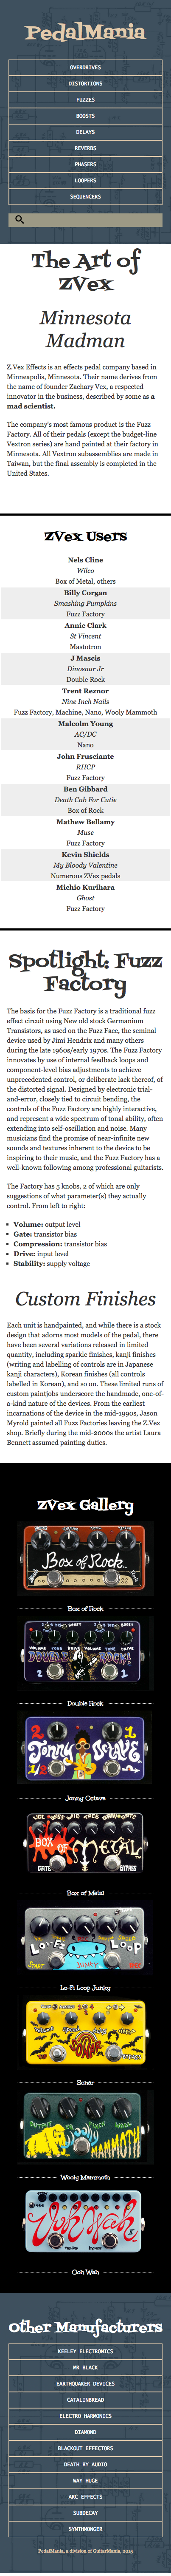 PedalMania
OVERDRIVES
DISTORTIONS
FUZZES
BOOSTS
DELAYS
REVERBS
PHASERS
LOOPERS
SEQUENCERS
The Art of
ZVex
Minnesota
Madman
Z.Vex Effects is an effects pedal company based in
Minneapolis, Minnesota. Their name derives from
the name of founder Zachary Vex, a respected
innovator in the business, described by some as a
mad scientist.
The company's most famous product is the Fuzz
Factory. All of their pedals (except the budget-line
Vextron series) are hand painted at their factory in
Minnesota. All Vextron subassemblies are made in
Taiwan, but the final assembly is completed in the
United States.
ZVex Users
Nels Cline
Wilco
Box of Metal, others
Billy Corgan
Smashing Pumpkins
Fuzz Factory
Annie Clark
St Vincent
Mastotron
J Mascis
Dinosaur Jr
Double Rock
Trent Reznor
Nine Inch Nails
Fuzz Factory, Machine, Nano, Wooly Mammoth
Malcolm Young
AC/DC
Nano
John Frusciante
RHCP
Fuzz Factory
Ben Gibbard
Death Cab For Cutie
Box of Rock
Mathew Bellamy
Muse
Fuzz Factory
Kevin Shields
My Bloody Valentine
Numerous ZVex pedals
Michio Kurihara
Ghost
Fuzz Factory
Spotlight: Fuzz
Factory
The basis for the Fuzz Factory is a traditional fuzz
effect circuit using New old stock Germanium
Transistors, as used on the Fuzz Face, the seminal
device used by Jimi Hendrix and many others
during the late 1960s/early 1970s. The Fuzz Factory
innovates by means of internal feedback loops and
component-level bias adjustments to achieve
unprecedented control, or deliberate lack thereof, of
the distorted signal. Designed by electronic trial-
and-error, closely tied to circuit bending, the
controls of the Fuzz Factory are highly interactive,
and represent a wide spectrum of tonal ability, often
extending into self-oscillation and noise. Many
musicians find the promise of near-infinite new
sounds and textures inherent to the device to be
inspiring to their music, and the Fuzz Factory has a
well-known following among professional guitarists.
The Factory has 5 knobs, 2 of which are only
suggestions of what parameter(s) they actually
control. From left to right:
Volume: output level
Gate: transistor bias
Compression: transistor bias
Drive: input level
Stability: supply voltage
Custom Finishes
Each unit is handpainted, and while there is a stock
design that adorns most models of the pedal, there
have been several variations released in limited
quantity, including sparkle finishes, kanji finishes
(writing and labels of controls are in Japanese
kanji characters), Korean finishes (all controls
labelled in Korean), and so on. These limited runs of
custom paintjobs underscore the handmade, one-of-
a-kind nature of the devices. From the earliest
incarnations of the device in the mid-1990s, Jason
Myrold painted all Fuzz Factories leaving the Z.Vex
shop. Briefly during the mid-2000s the artist Laura
Bennett assumed painting duties.
ZVex Gallery
Box of Rock
Box of Rock
DOUBLE ROCK!
Double Rock
Jonny Octave
BOX OF METAL
GATE BYPASS
Box of Metal
Lo-Fi Loop
JUNKY
Lo-Fi Loop Junky
SONAR
Sonar
OUTPUT PINCH WOOL
Wooly Mammoth
Ooh Wah
Ooh Wah
Other Manufacturers
KEELEY ELECTRONICS
MR BLACK
EARTHQUAKER DEVICES
CATALINBREAD
ELECTRO HARMONICS
DIAMOND
BLACKOUT EFFECTORS
DEATH BY AUDIO
WAY HUGE
ARC EFFECTS
SUBDECAY
SYNTHMONGER
PedalMania, a division of GuitarMania, 2015